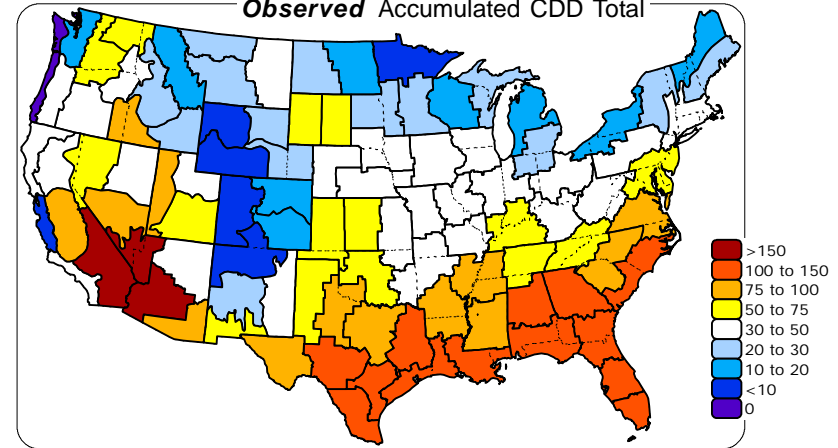 Observed Accumulated CDD Total
>150
100 to 150
75 to 100
50 to 75
30 to 50
20 to 30
10 to 20
<10
0